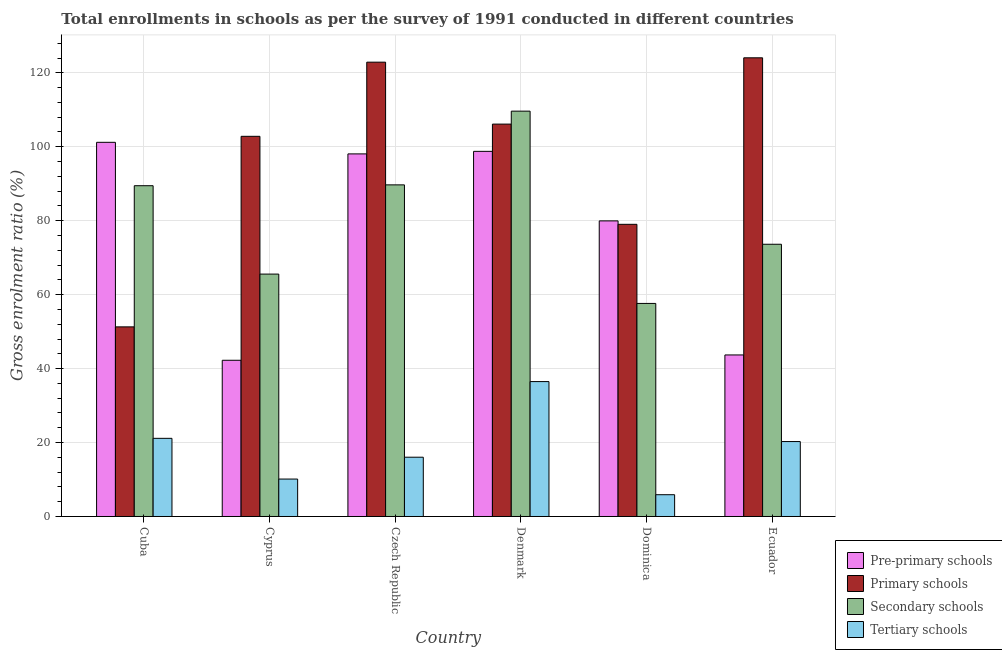 Total enrollments in schools as per the survey of 1991 conducted in different countries
Gross enrolment ratio (%)
120
100
80
60
40
20
0
Cuba
Cyprus
Czech Republic
Denmark
Dominica
Ecuador
Country
Pre-primary schools
Primary schools
Secondary schools
Tertiary schools